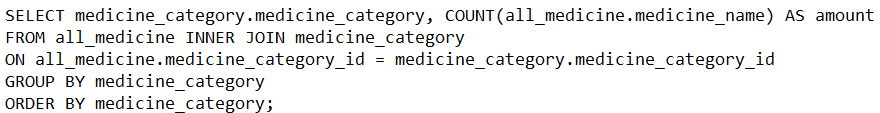 SELECT medicine_category.medicine_category, COUNT(all_medicine.medicine_name) AS amount
FROM all_medicine INNER JOIN medicine_category
ON all_medicine.medicine_category_id = medicine_category.medicine_category_id
GROUP BY medicine_category
ORDER BY medicine_category;